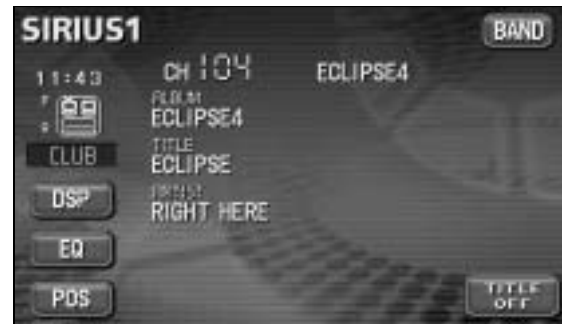 SIRIUS1 BAND
11:43 CH 104 ECLIPSE4
ALBUM
ECLIPSE4
TITLE
CLUB ECLIPSE
ARTIST
DSP RIGHT HERE
EQ
POS TITLE
OFF